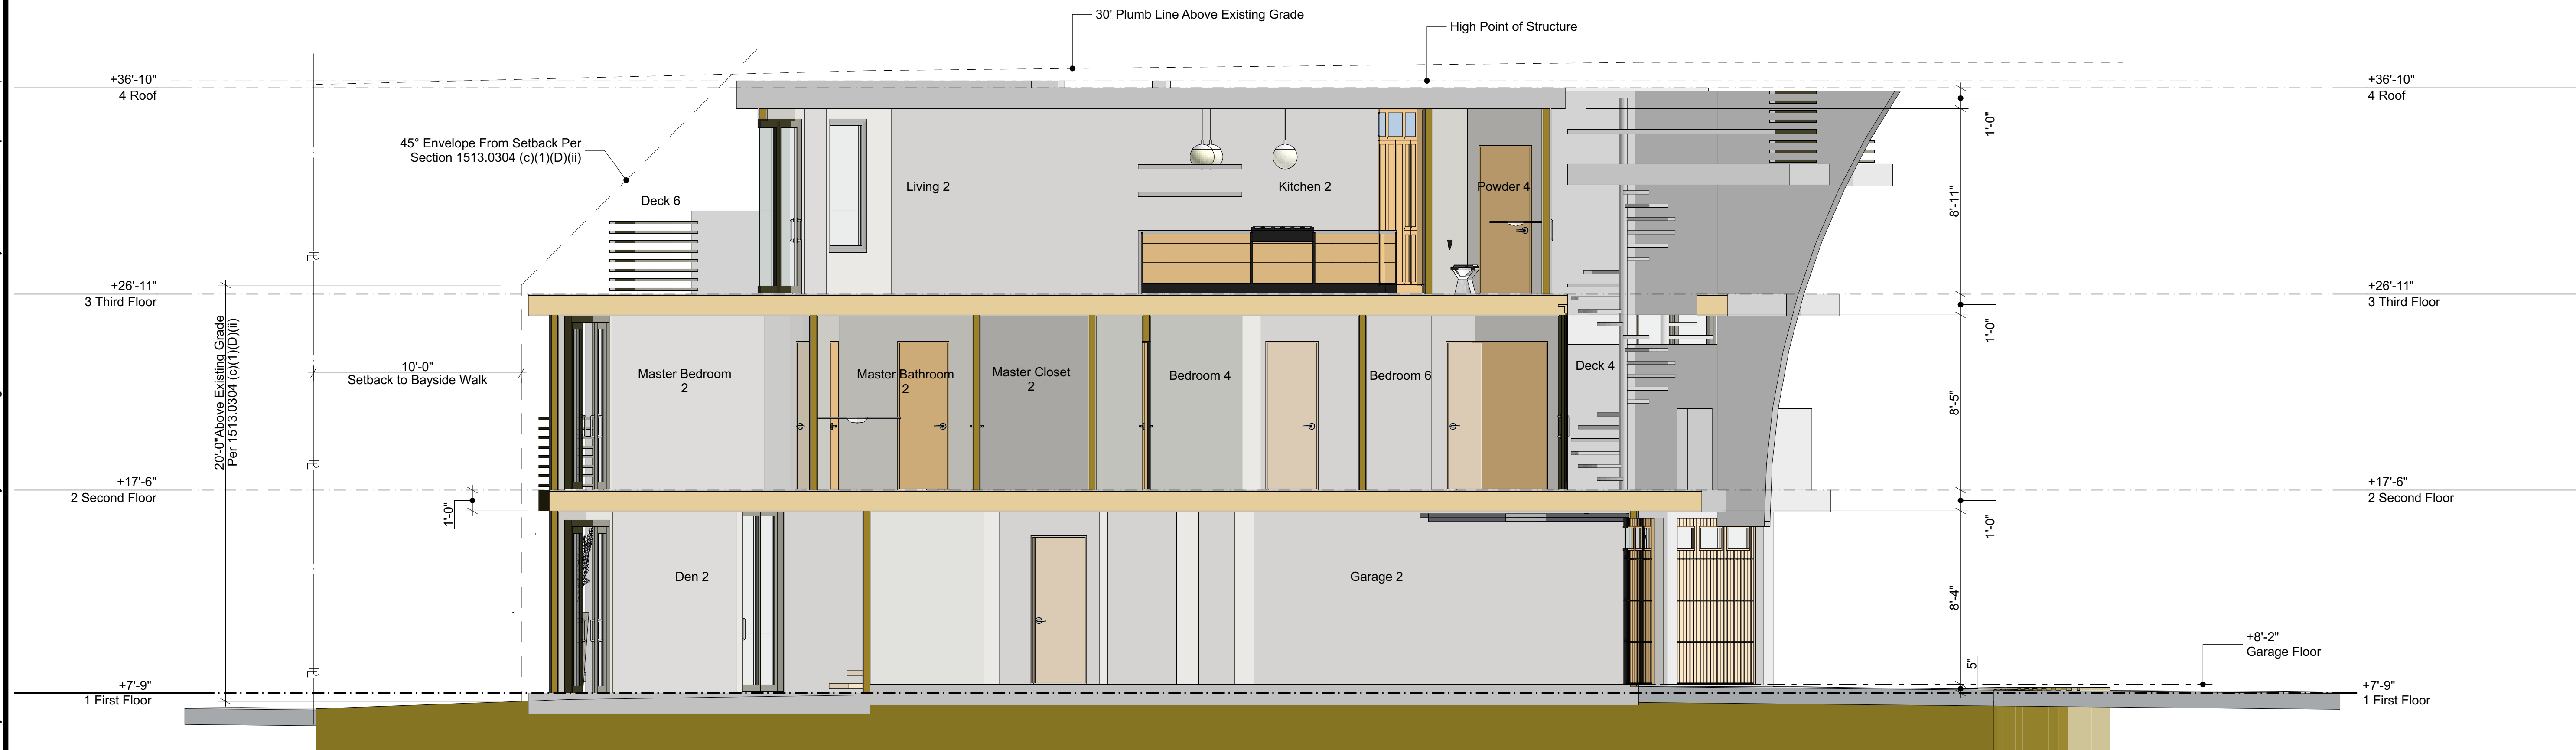 30' Plumb Line Above Existing Grade
High Point of Structure
+36'-10"
4 Roof
+36'-10"
4 Roof
1'-0"
45° Envelope From Setback Per
Section 1513.0304 (c)(1)(D)(ii)
Deck 6
Living 2
Kitchen 2
Powder 4
8'-11"
+26'-11"
3 Third Floor
+26'-11"
3 Third Floor
1'-0"
20'-0"Above Existing Grade
Per 1513.0304 (c)(1)(D)(ii)
10'-0"
Setback to Bayside Walk
Master Bedroom
2
Master Bathroom
2
Master Closet
2
Bedroom 4
Bedroom 6
Deck 4
8'-5"
+17'-6"
2 Second Floor
+17'-6"
2 Second Floor
1'-0"
1'-0"
Den 2
Garage 2
8'-4"
+8'-2"
Garage Floor
5"
+7'-9"
1 First Floor
+7'-9"
1 First Floor